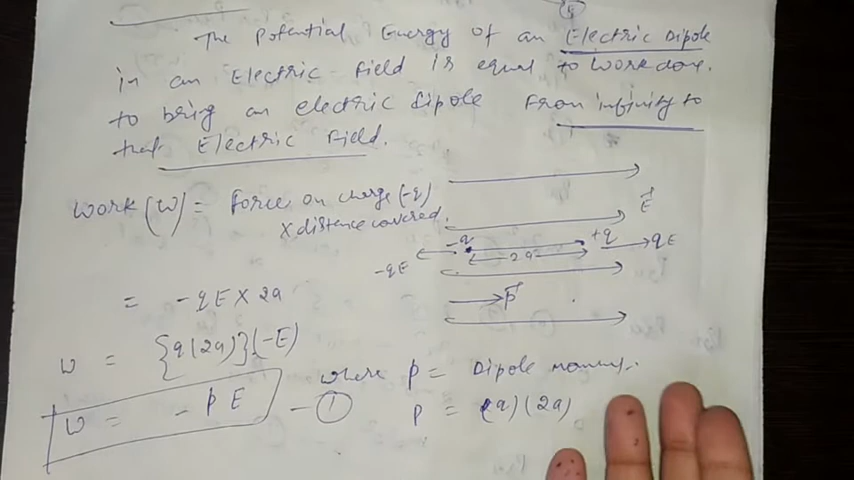 The Potential Energy of an Electric Dipole
in an Electric field is equal to work done.
to bring an electric dipole from infinity to
that Electric Field.
Work (W) = Force on charge (-q)
x distance covered.
E
-q +q qE
2a
-qE
= -qE x 2a
P
W = {q(2a)}(-E)
where p = Dipole moment.
W = - P E - 1
P = (q)(2a)